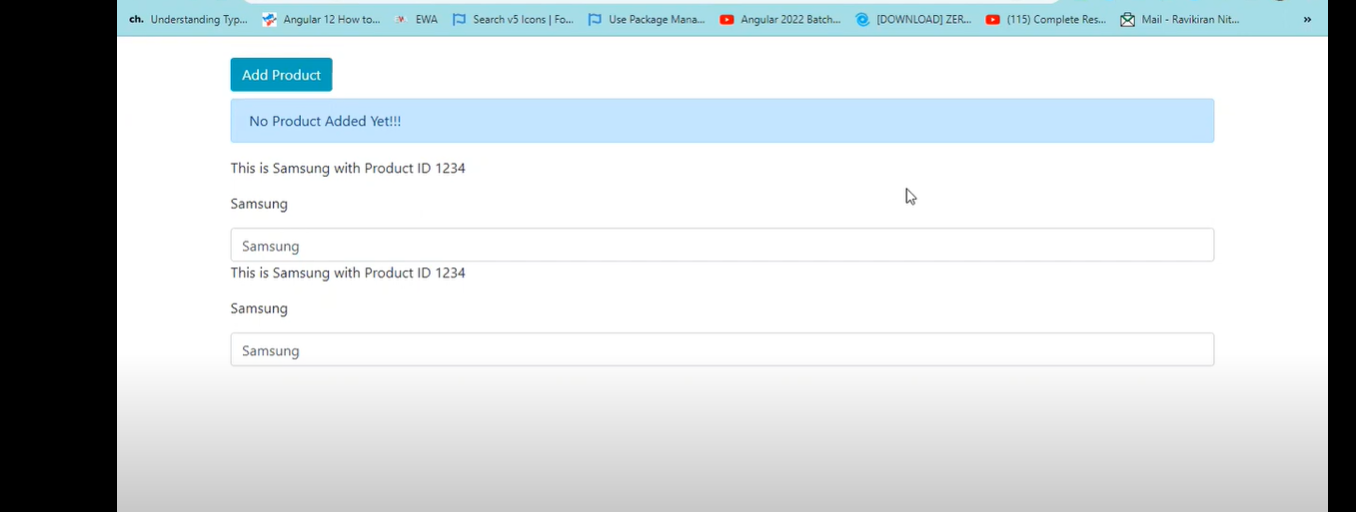 ch. Understanding Typ... Angular 12 How to... EWA Search v5 Icons | Fo... Use Package Mana... Angular 2022 Batch... [DOWNLOAD] ZER... (115) Complete Res... Mail - Ravikiran Nit... »
Add Product
No Product Added Yet!!!
This is Samsung with Product ID 1234
Samsung
Samsung
This is Samsung with Product ID 1234
Samsung
Samsung